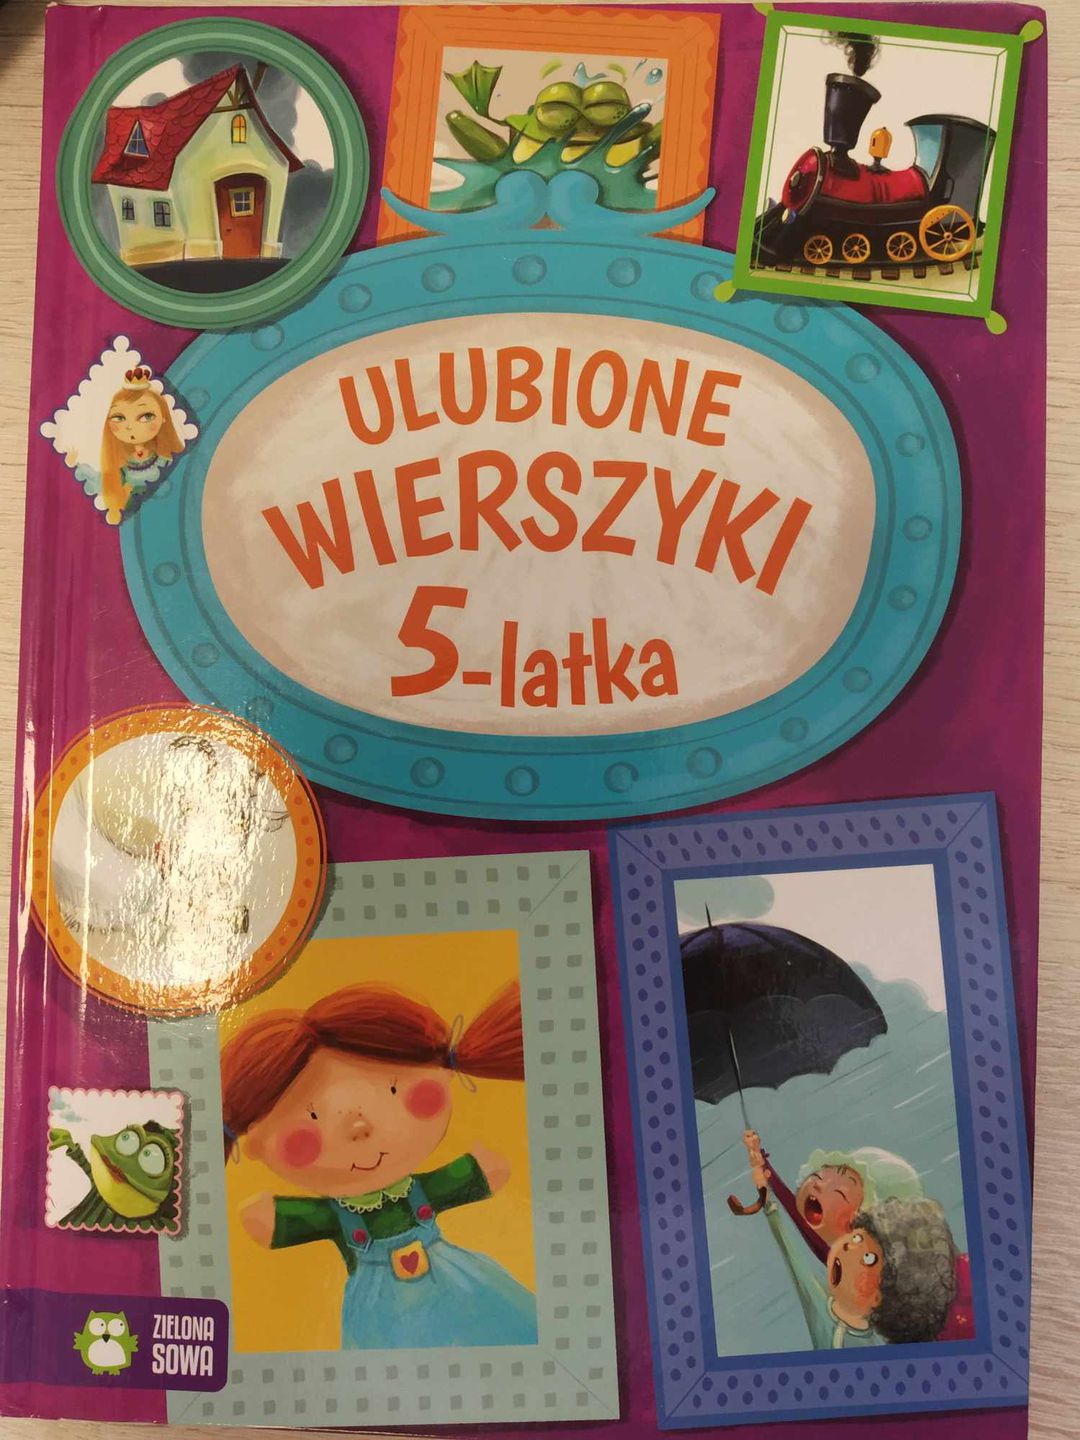 ULUBIONE
WIERSZYKI
5-latka
ZIELONA
SOWA